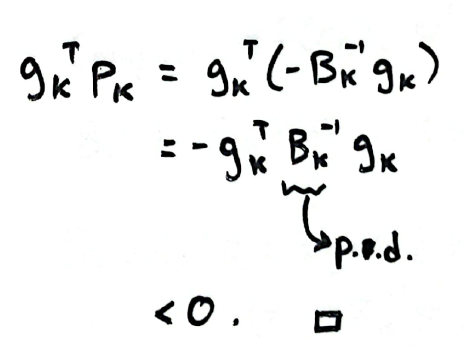 g_K^T p_K = g_K^T (-B_K^{-1} g_K)
= - g_K^T B_K^{-1} g_K
p.s.d.
< 0. □